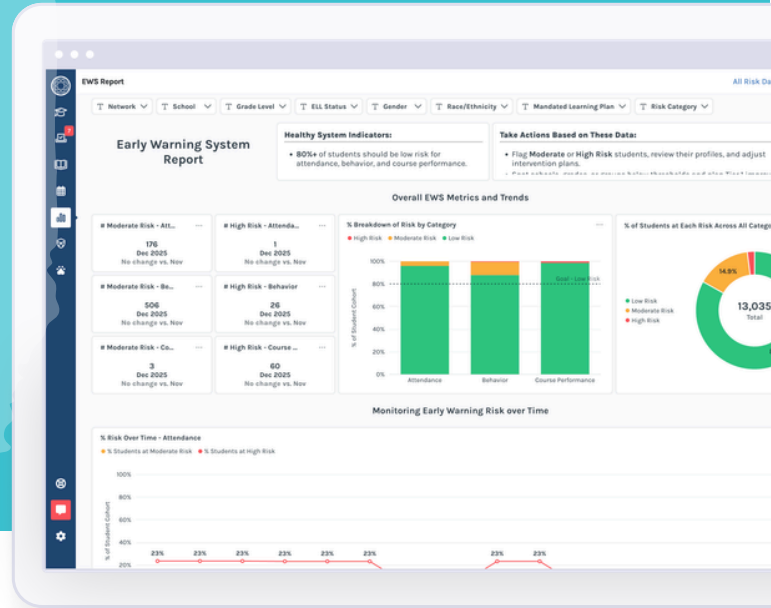 EWS Report
All Risk Da
Network
School
Grade Level
ELL Status
Gender
Race/Ethnicity
Mandated Learning Plan
Risk Category
7
Early Warning System
Report
Healthy System Indicators:
• 80%+ of students should be low risk for
attendance, behavior, and course performance.
Take Actions Based on These Data:
• Flag Moderate or High Risk students, review their profiles, and adjust
intervention plans.
Overall EWS Metrics and Trends
# Moderate Risk - Att...
176
Dec 2025
No change vs. Nov
# High Risk - Attenda...
1
Dec 2025
No change vs. Nov
# Moderate Risk - Be...
506
Dec 2025
No change vs. Nov
# High Risk - Behavior
26
Dec 2025
No change vs. Nov
# Moderate Risk - Co...
3
Dec 2025
No change vs. Nov
# High Risk - Course ...
60
Dec 2025
No change vs. Nov
% Breakdown of Risk by Category
High Risk Moderate Risk Low Risk
% of Student Cohort
100%
80%
60%
40%
20%
0%
Goal - Low Risk
Attendance Behavior Course Performance
% of Students at Each Risk Across All Catego
Low Risk
Moderate Risk
High Risk
14.9%
13,035
Total
Monitoring Early Warning Risk over Time
% Risk Over Time - Attendance
% Students at Moderate Risk % Students at High Risk
% of Student Cohort
100%
80%
60%
40%
20%
23% 23% 23% 23% 23% 23% 23% 23%